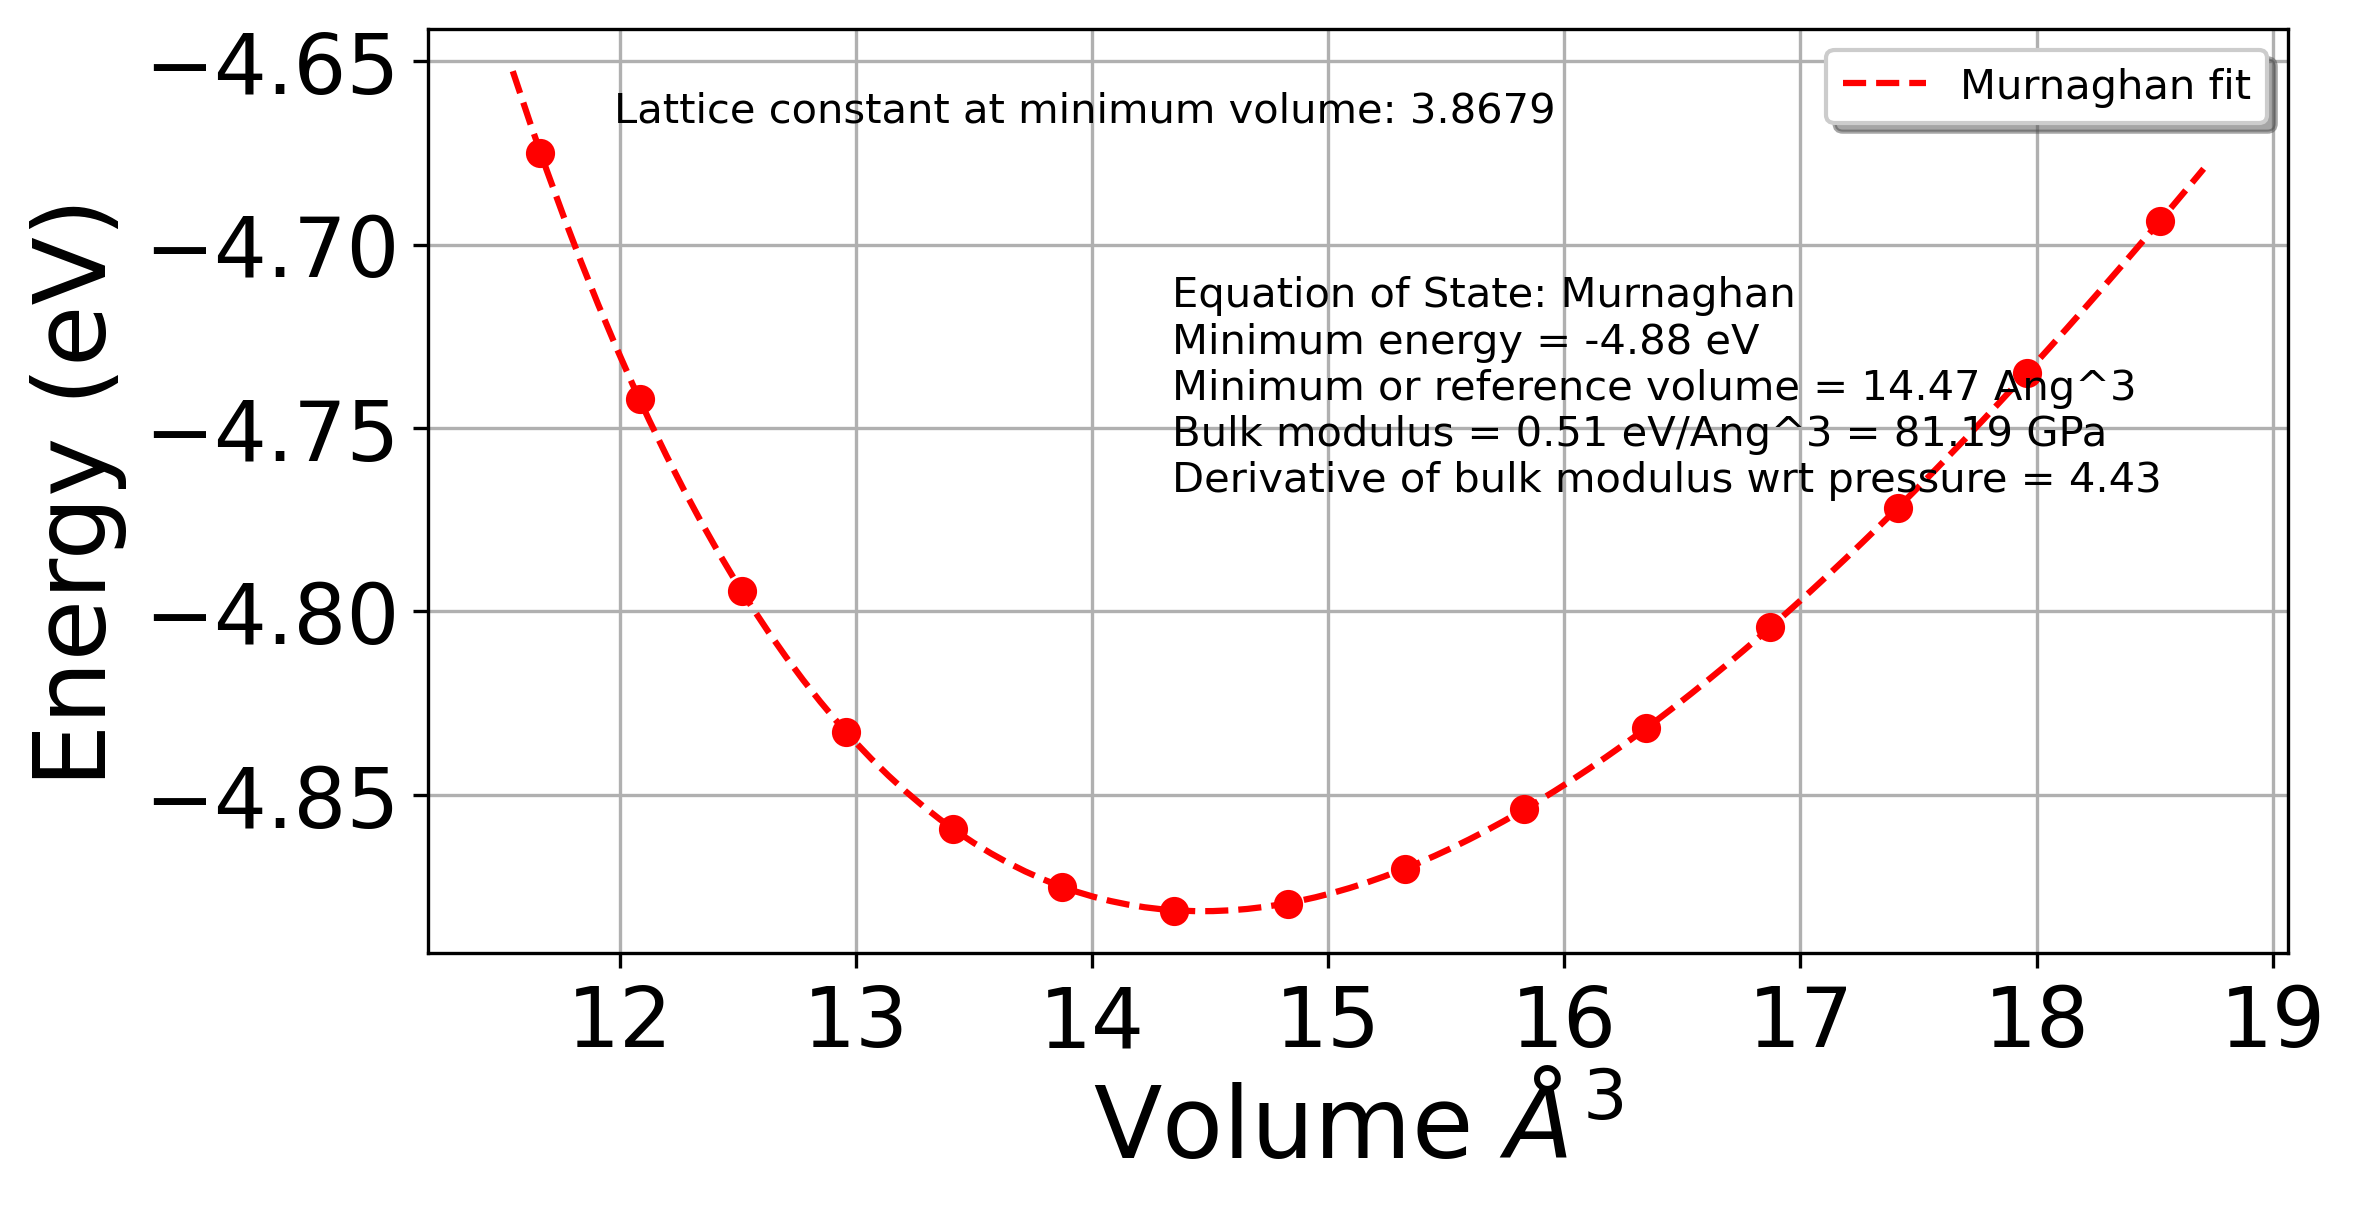 Energy (eV)
−4.65
−4.70
−4.75
−4.80
−4.85
Murnaghan fit
Lattice constant at minimum volume: 3.8679
Equation of State: Murnaghan
Minimum energy = -4.88 eV
Minimum or reference volume = 14.47 Ang^3
Bulk modulus = 0.51 eV/Ang^3 = 81.19 GPa
Derivative of bulk modulus wrt pressure = 4.43
12 13 14 15 16 17 18 19
Volume Å³